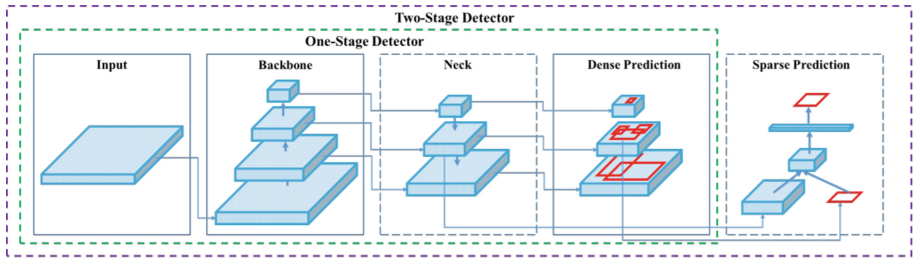 Two-Stage Detector
One-Stage Detector
Input
Backbone
Neck
Dense Prediction
Sparse Prediction